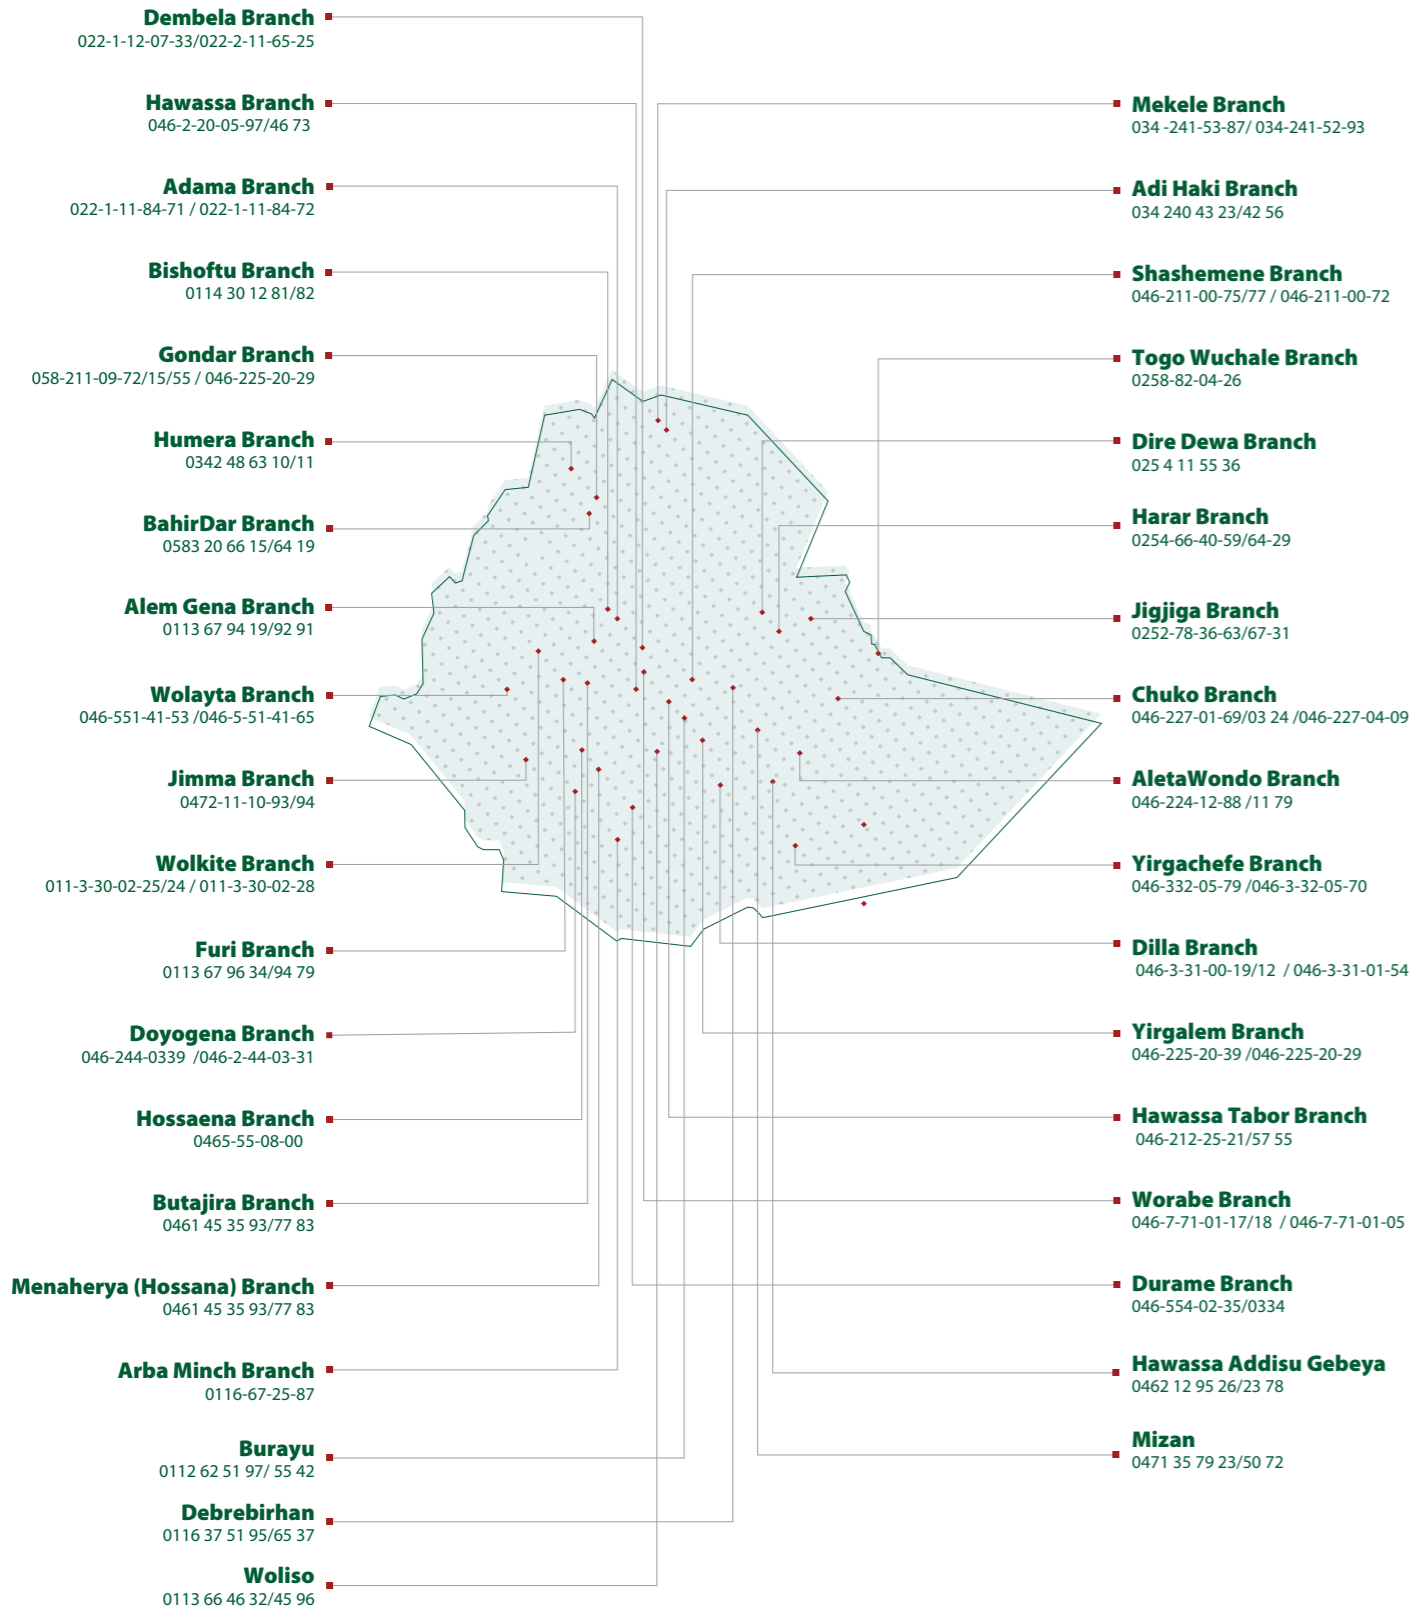 Dembela Branch
022-1-12-07-33/022-2-11-65-25
Hawassa Branch
046-2-20-05-97/46 73
Adama Branch
022-1-11-84-71 / 022-1-11-84-72
Bishoftu Branch
0114 30 12 81/82
Gondar Branch
058-211-09-72/15/55 / 046-225-20-29
Humera Branch
0342 48 63 10/11
BahirDar Branch
0583 20 66 15/64 19
Alem Gena Branch
0113 67 94 19/92 91
Wolayta Branch
046-551-41-53 /046-5-51-41-65
Jimma Branch
0472-11-10-93/94
Wolkite Branch
011-3-30-02-25/24 / 011-3-30-02-28
Furi Branch
0113 67 96 34/94 79
Doyogena Branch
046-244-0339 /046-2-44-03-31
Hossaena Branch
0465-55-08-00
Butajira Branch
0461 45 35 93/77 83
Menaherya (Hossana) Branch
0461 45 35 93/77 83
Arba Minch Branch
0116-67-25-87
Burayu
0112 62 51 97/ 55 42
Debrebirhan
0116 37 51 95/65 37
Woliso
0113 66 46 32/45 96
Mekele Branch
034 -241-53-87/ 034-241-52-93
Adi Haki Branch
034 240 43 23/42 56
Shashemene Branch
046-211-00-75/77 / 046-211-00-72
Togo Wuchale Branch
0258-82-04-26
Dire Dewa Branch
025 4 11 55 36
Harar Branch
0254-66-40-59/64-29
Jigjiga Branch
0252-78-36-63/67-31
Chuko Branch
046-227-01-69/03 24 /046-227-04-09
AletaWondo Branch
046-224-12-88 /11 79
Yirgachefe Branch
046-332-05-79 /046-3-32-05-70
Dilla Branch
046-3-31-00-19/12 / 046-3-31-01-54
Yirgalem Branch
046-225-20-39 /046-225-20-29
Hawassa Tabor Branch
046-212-25-21/57 55
Worabe Branch
046-7-71-01-17/18 / 046-7-71-01-05
Durame Branch
046-554-02-35/0334
Hawassa Addisu Gebeya
0462 12 95 26/23 78
Mizan
0471 35 79 23/50 72